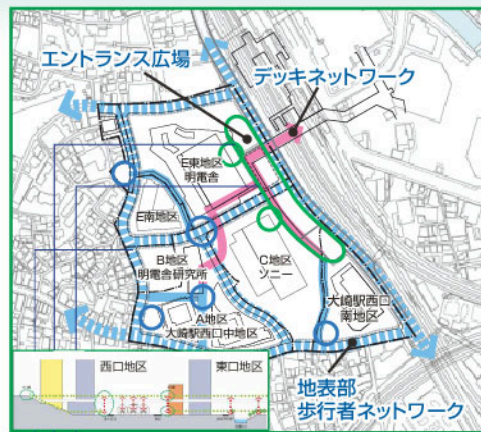 エントランス広場
デッキネットワーク
E東地区
明電舎
E南地区
B地区
明電舎研究所
C地区
ソニー
A地区
大崎駅西口中地区
大崎駅西口
南地区
西口地区
東口地区
地表部
歩行者ネットワーク